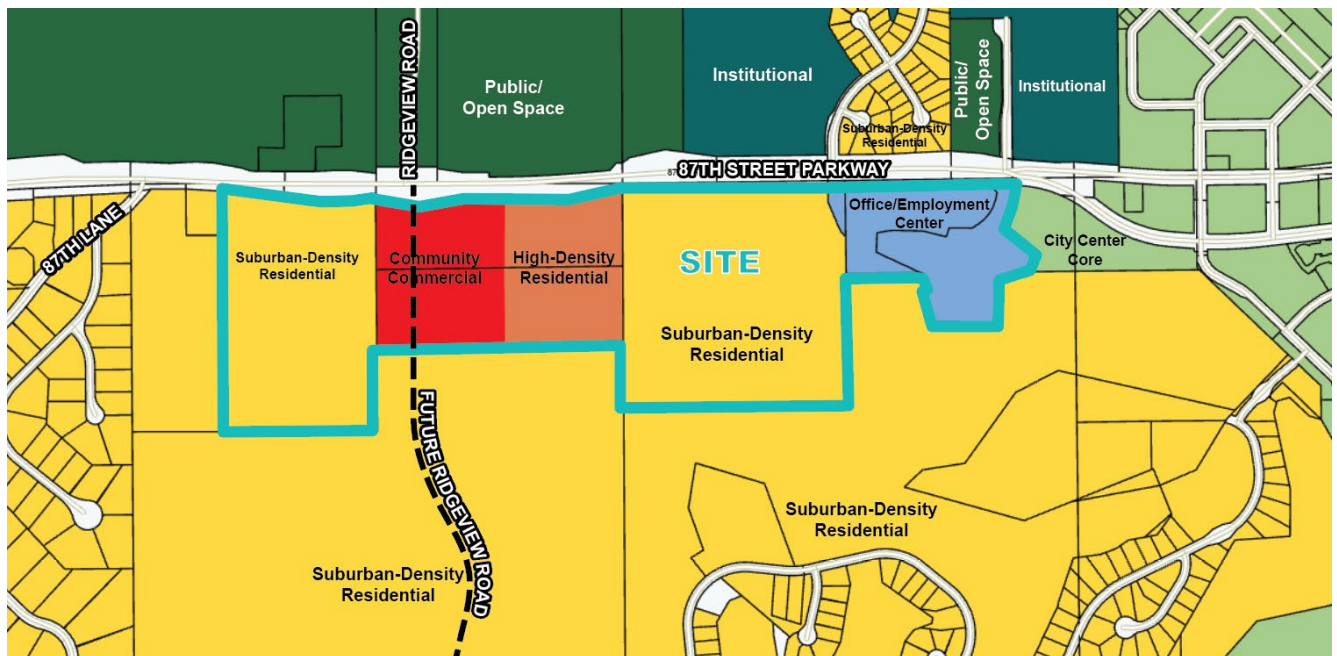 RIDGEVIEW ROAD
Public/
Open Space
Institutional
Suburban-Density
Residential
Public/
Open Space
Institutional
87TH STREET PARKWAY
87TH LANE
Suburban-Density
Residential
Community
Commercial
High-Density
Residential
SITE
Suburban-Density
Residential
Office/Employment
Center
City Center
Core
FUTURE RIDGEVIEW ROAD
Suburban-Density
Residential
Suburban-Density
Residential